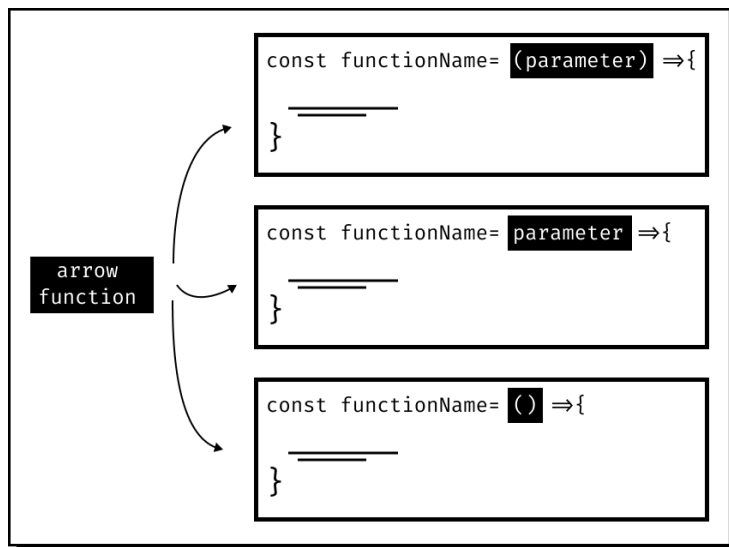 const functionName= (parameter) =>{
}
arrow
function
const functionName= parameter =>{
}
const functionName= () =>{
}